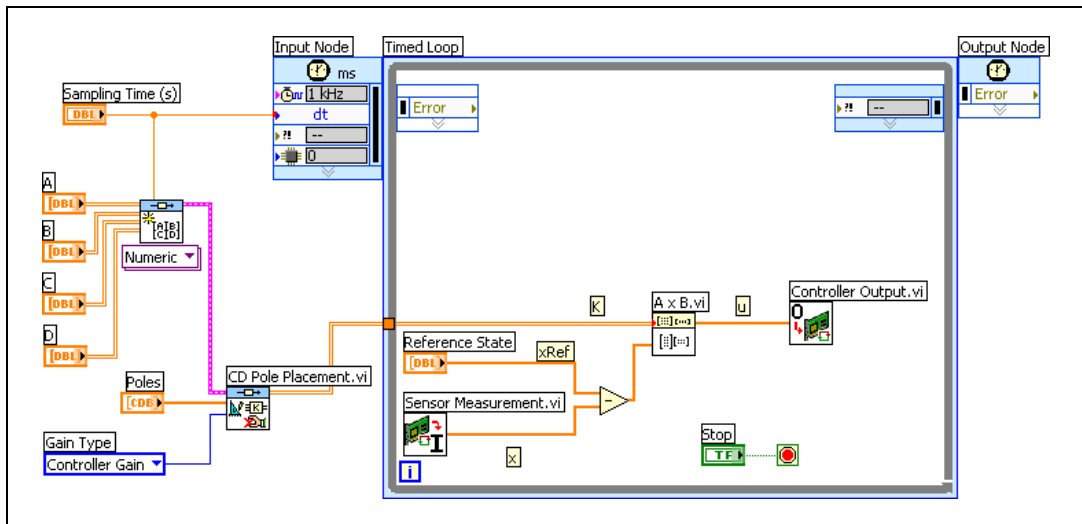 Input Node
Timed Loop
Output Node
ms
Sampling Time (s)
DBL
1 kHz
dt
?!
--
0
Error
?!
--
Error
A
[DBL]
B
[DBL]
C
[DBL]
D
[DBL]
[A|B]
[C|D]
Numeric
Poles
[CDB]
CD Pole Placement.vi
K
Gain Type
Controller Gain
K
A x B.vi
u
Controller Output.vi
O
Reference State
[DBL]
xRef
Sensor Measurement.vi
I
x
i
Stop
TF